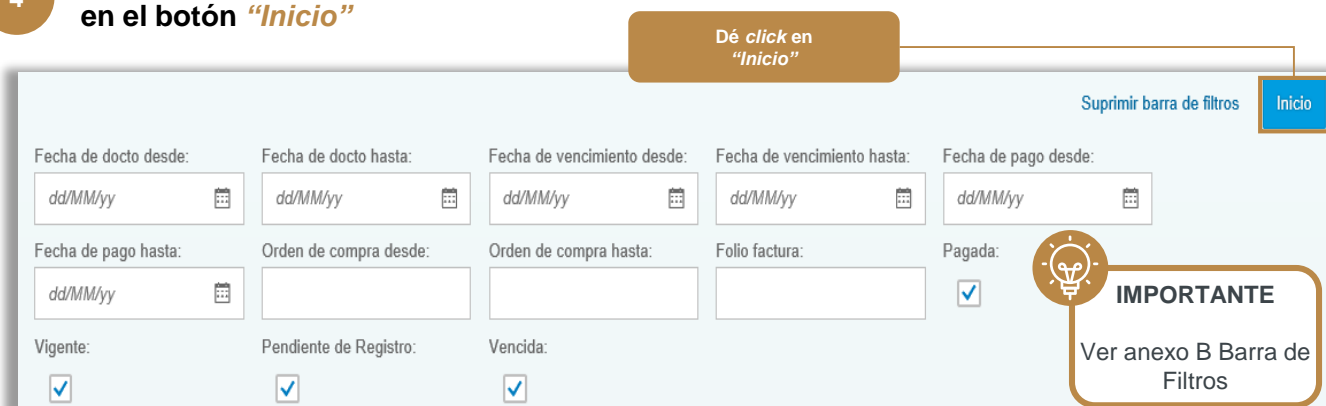 4
en el botón “Inicio”
Dé click en
“Inicio”
Suprimir barra de filtros
Inicio
Fecha de docto desde:
Fecha de docto hasta:
Fecha de vencimiento desde:
Fecha de vencimiento hasta:
Fecha de pago desde:
dd/MM/yy
dd/MM/yy
dd/MM/yy
dd/MM/yy
dd/MM/yy
Fecha de pago hasta:
Orden de compra desde:
Orden de compra hasta:
Folio factura:
Pagada:
dd/MM/yy
IMPORTANTE
Ver anexo B Barra de
Filtros
Vigente:
Pendiente de Registro:
Vencida: